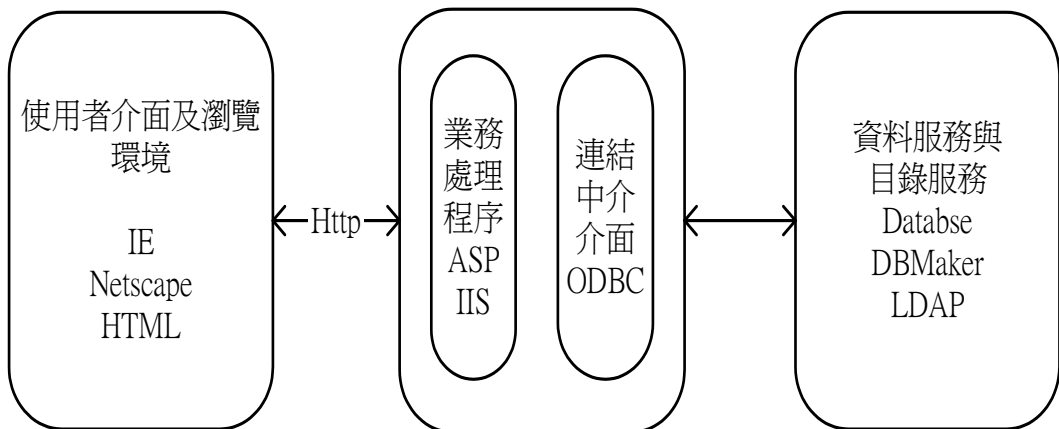 使用者介面及瀏覽
環境
IE
Netscape
HTML
Http
業務
處理
程序
ASP
IIS
連結
中介
介面
ODBC
資料服務與
目錄服務
Databse
DBMaker
LDAP